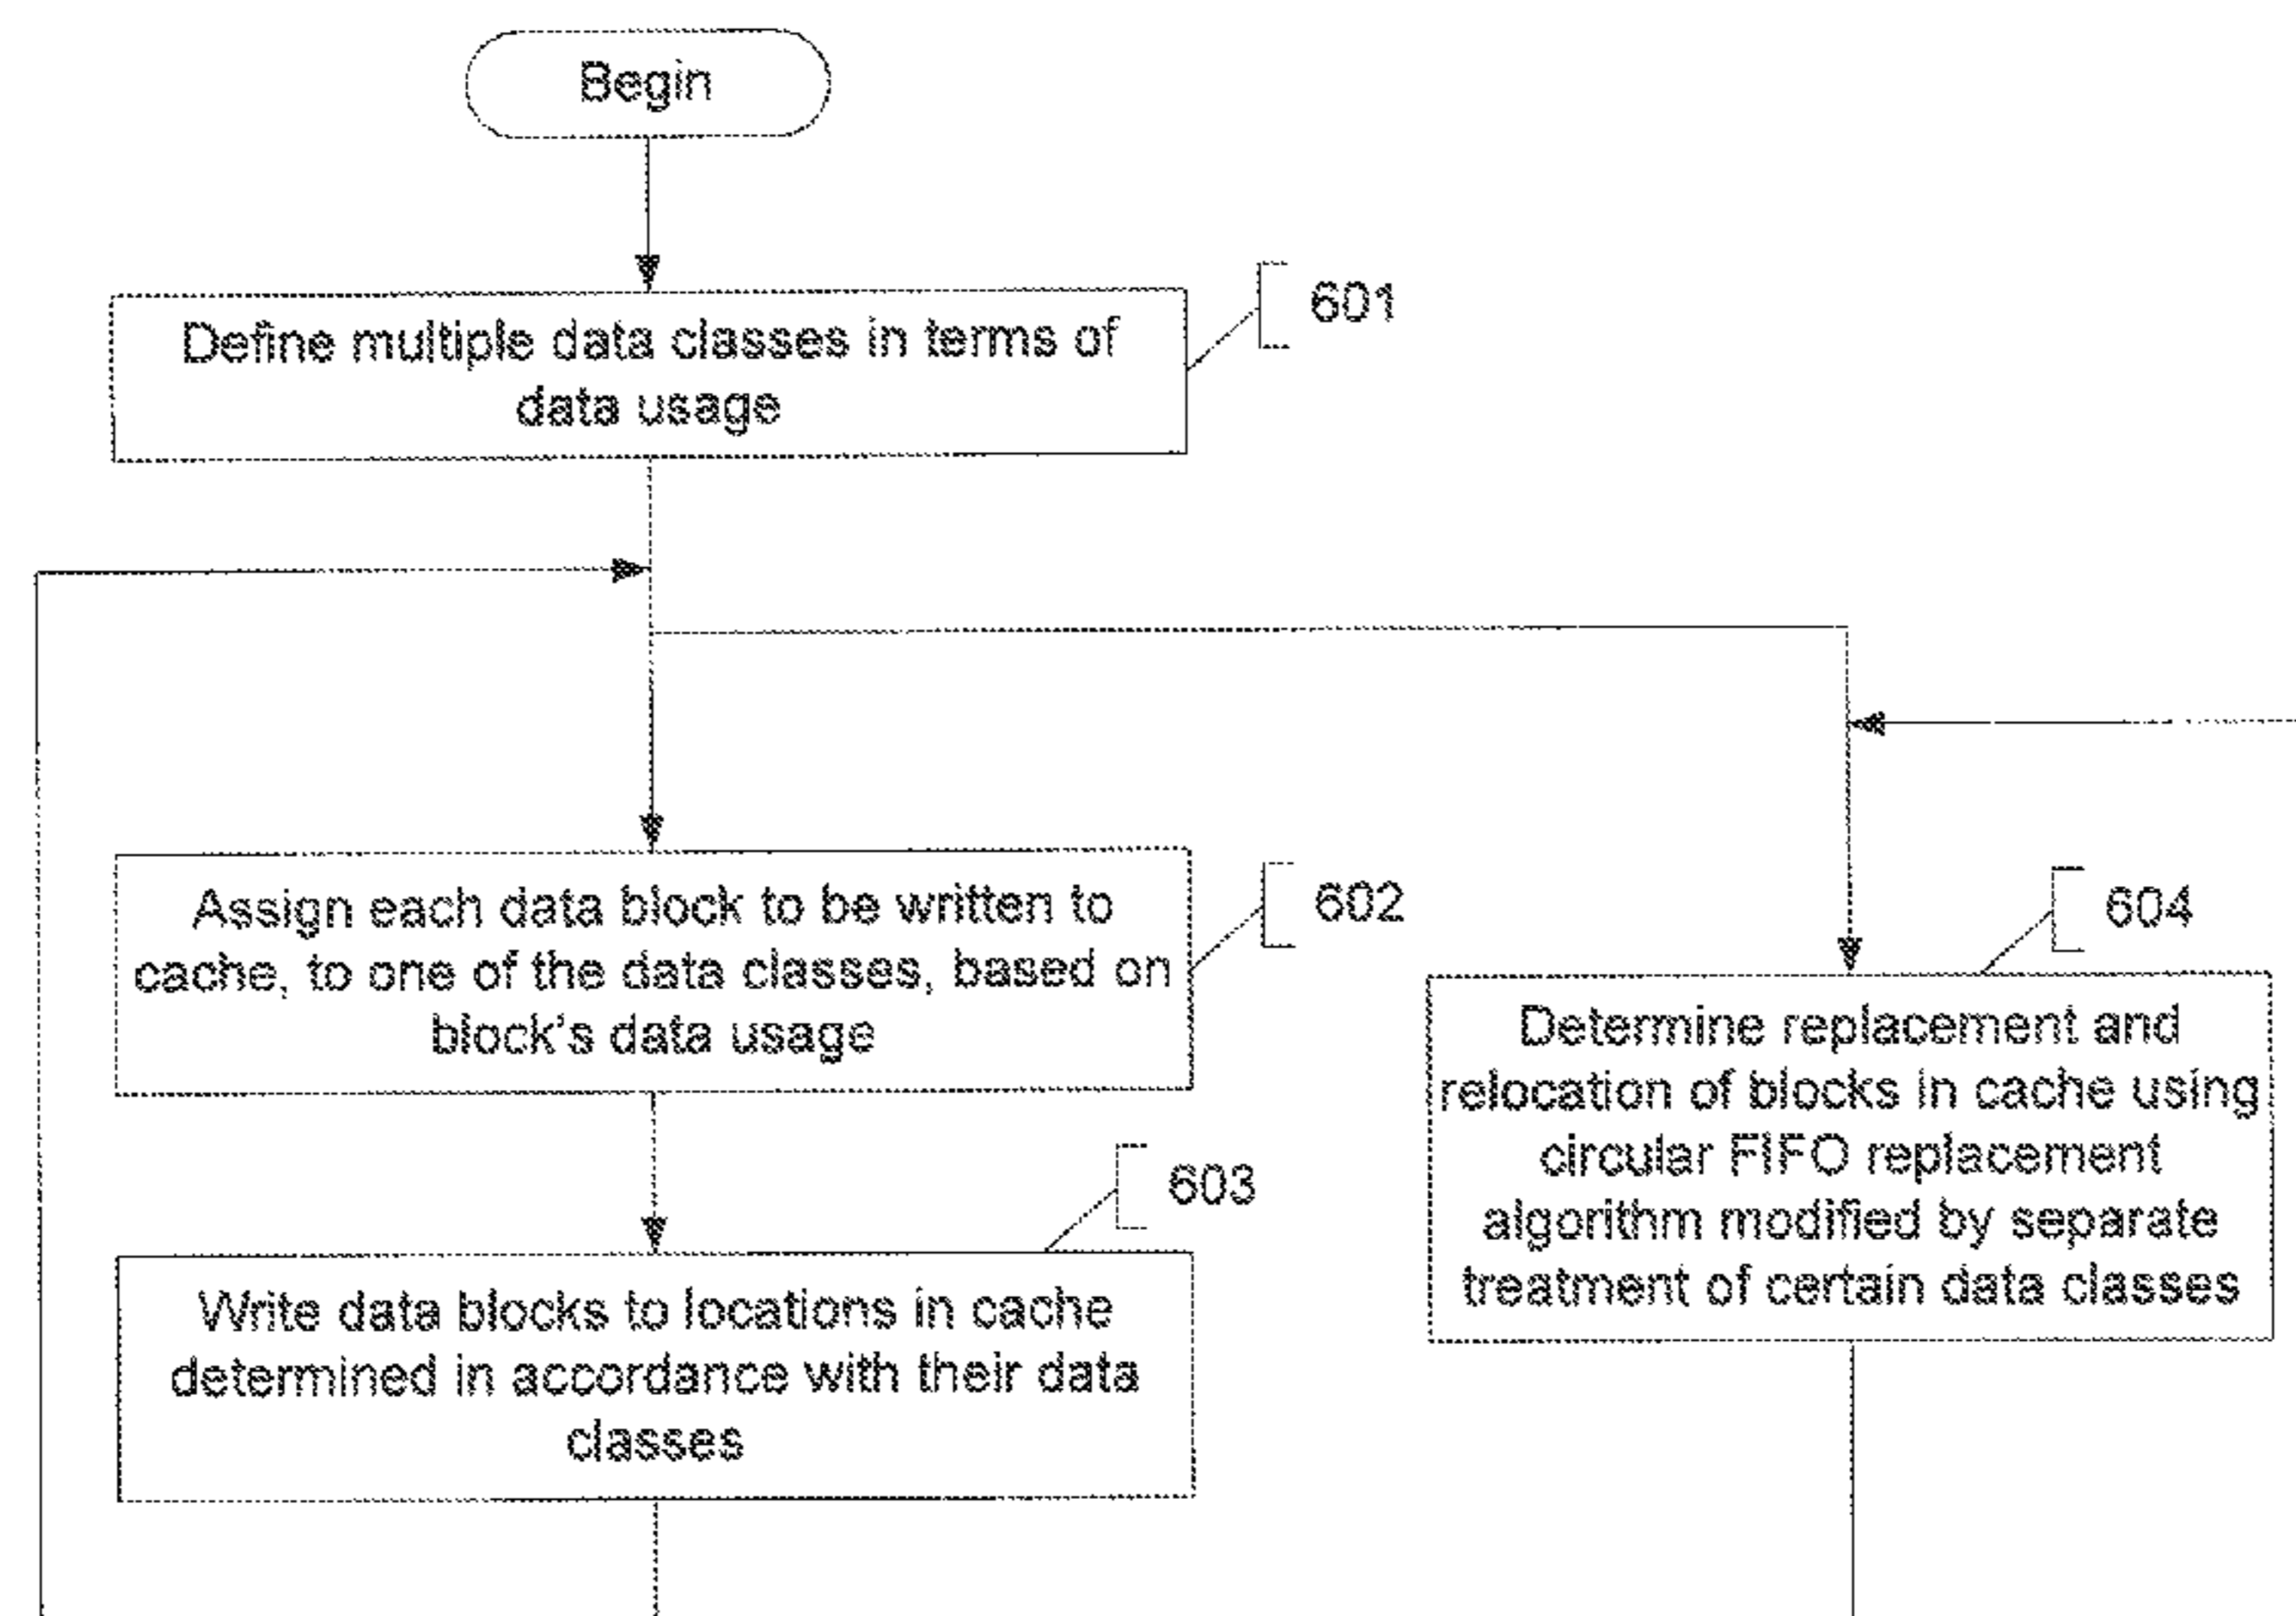 Begin
601
Define multiple data classes in terms of
data usage
602
Assign each data block to be written to
cache, to one of the data classes, based on
block's data usage
603
Write data blocks to locations in cache
determined in accordance with their data
classes
604
Determine replacement and
relocation of blocks in cache using
circular FIFO replacement
algorithm modified by separate
treatment of certain data classes